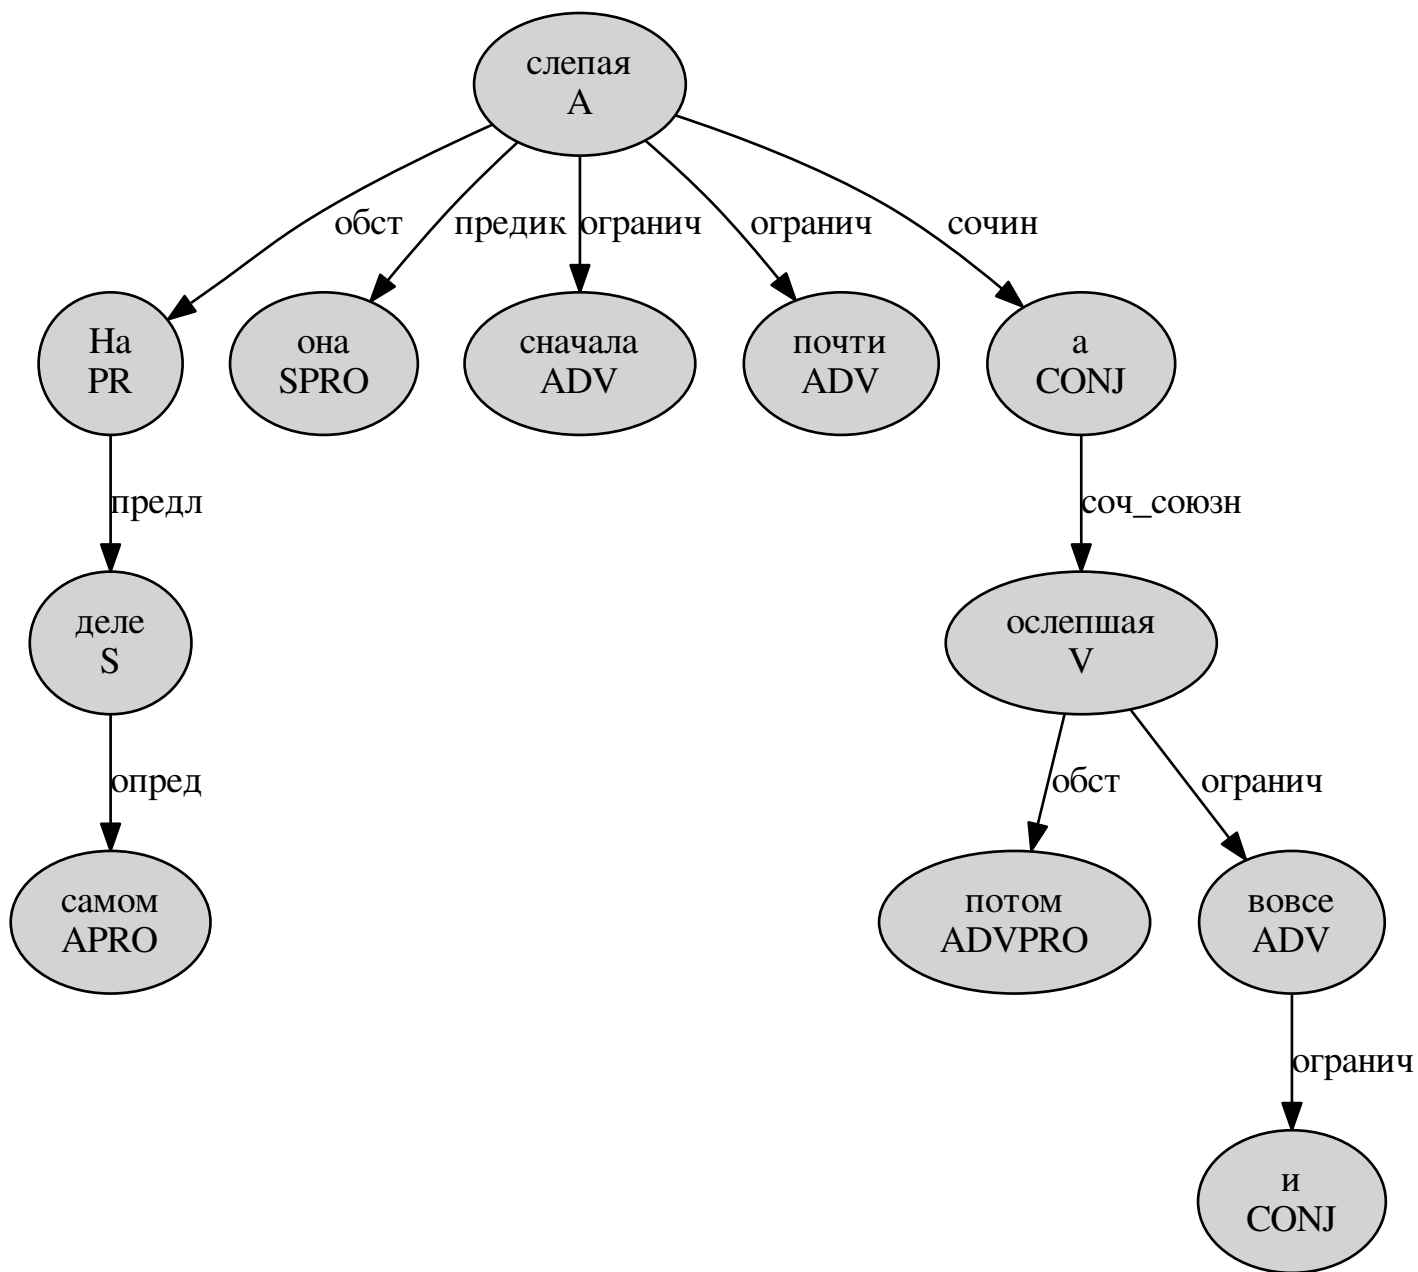 слепая
A
обст
предик
огранич
огранич
сочин
На
PR
она
SPRO
сначала
ADV
почти
ADV
а
CONJ
предл
соч_союзн
деле
S
ослепшая
V
опред
обст
огранич
самом
APRO
потом
ADVPRO
вовсе
ADV
огранич
и
CONJ